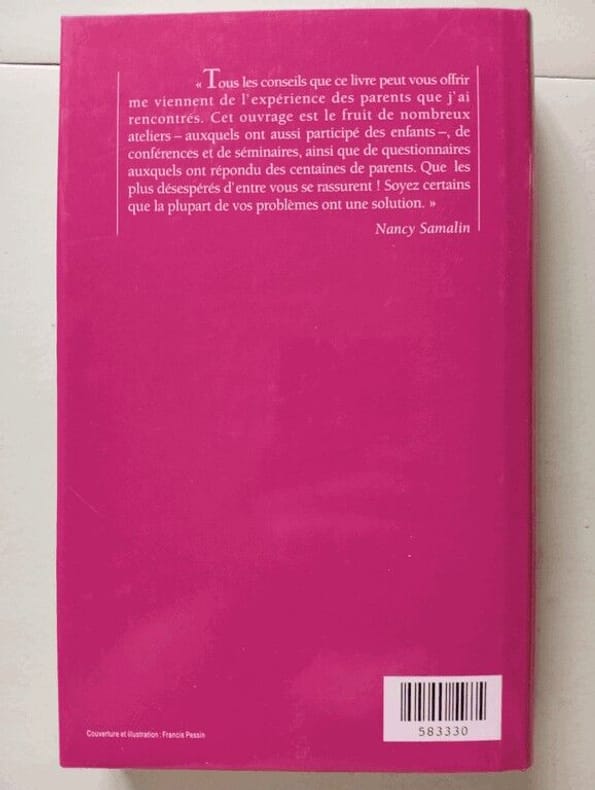 « Tous les conseils que ce livre peut vous offrir
me viennent de l'expérience des parents que j'ai
rencontrés. Cet ouvrage est le fruit de nombreux
ateliers – auxquels ont aussi participé des enfants –, de
conférences et de séminaires, ainsi que de questionnaires
auxquels ont répondu des centaines de parents. Que les
plus désespérés d'entre vous se rassurent ! Soyez certains
que la plupart de vos problèmes ont une solution. »
Nancy Samalin
Couverture et illustration : Francis Pessin
583330